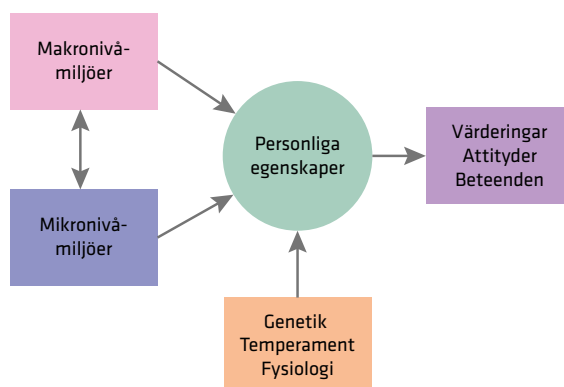 Makronivå-
miljöer
Mikronivå-
miljöer
Personliga
egenskaper
Värderingar
Attityder
Beteenden
Genetik
Temperament
Fysiologi